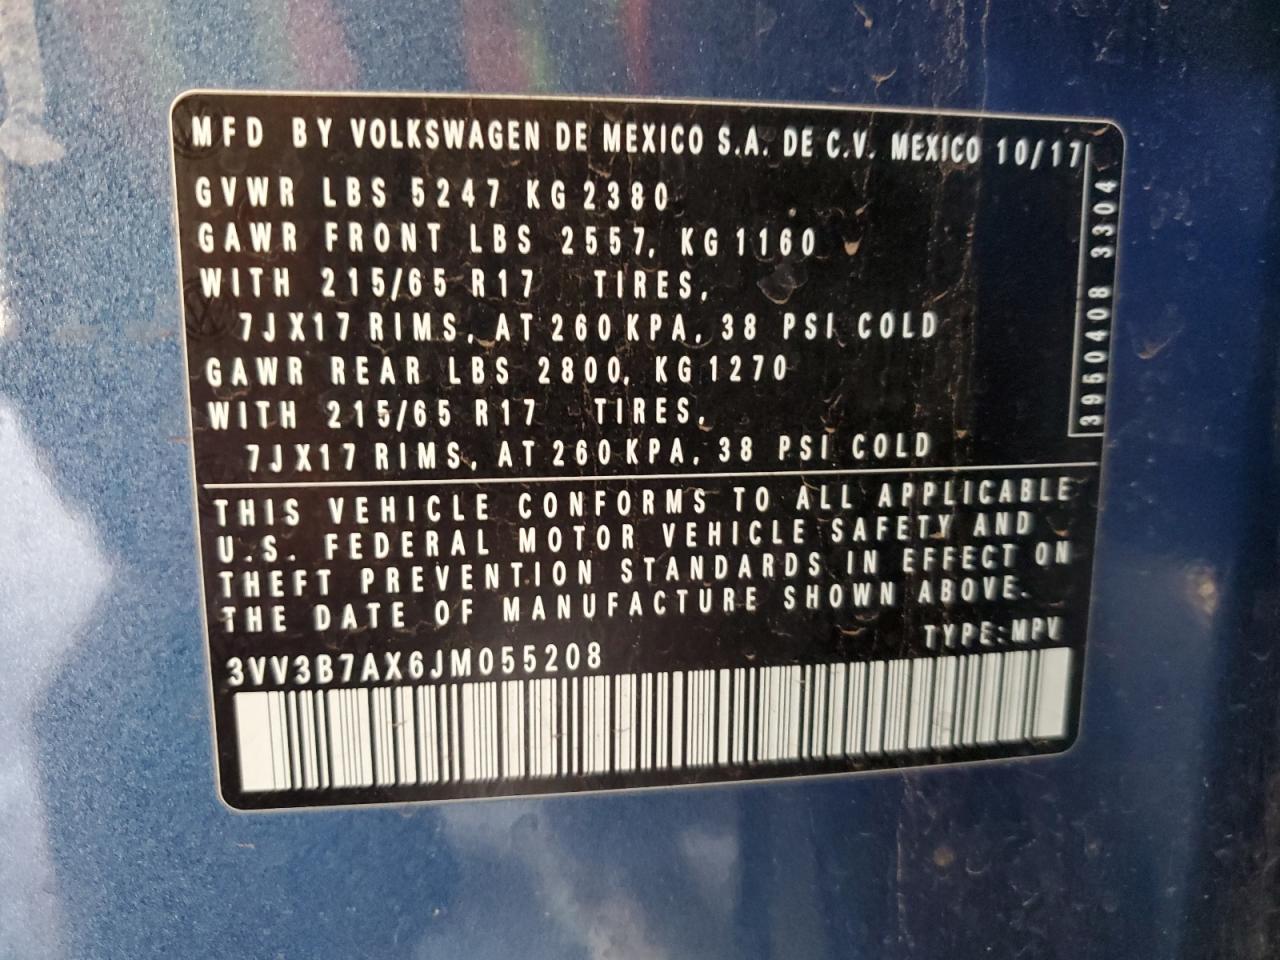 MFD BY VOLKSWAGEN DE MEXICO S.A. DE C.V. MEXICO 10/17
GVWR LBS 5247 KG 2380
GAWR FRONT LBS 2557, KG 1160
WITH 215/65 R17 TIRES,
7JX17 RIMS, AT 260 KPA, 38 PSI COLD
GAWR REAR LBS 2800, KG 1270
WITH 215/65 R17 TIRES,
7JX17 RIMS, AT 260 KPA, 38 PSI COLD
3950408 3304
THIS VEHICLE CONFORMS TO ALL APPLICABLE
U.S. FEDERAL MOTOR VEHICLE SAFETY AND
THEFT PREVENTION STANDARDS IN EFFECT ON
THE DATE OF MANUFACTURE SHOWN ABOVE.
TYPE:MPV
3VV3B7AX6JM055208